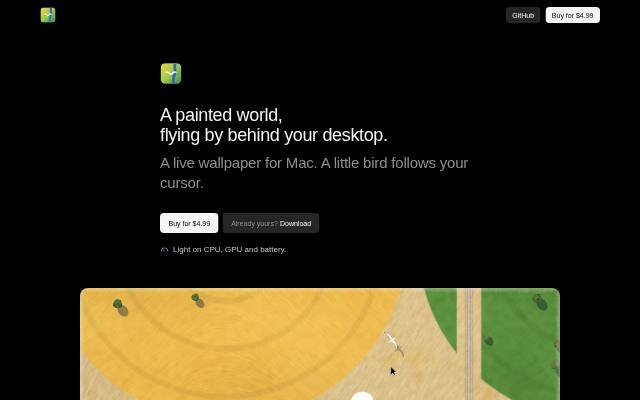 GitHub
Buy for $4.99
A painted world,
flying by behind your desktop.
A live wallpaper for Mac. A little bird follows your
cursor.
Buy for $4.99
Already yours? Download
Light on CPU, GPU and battery.